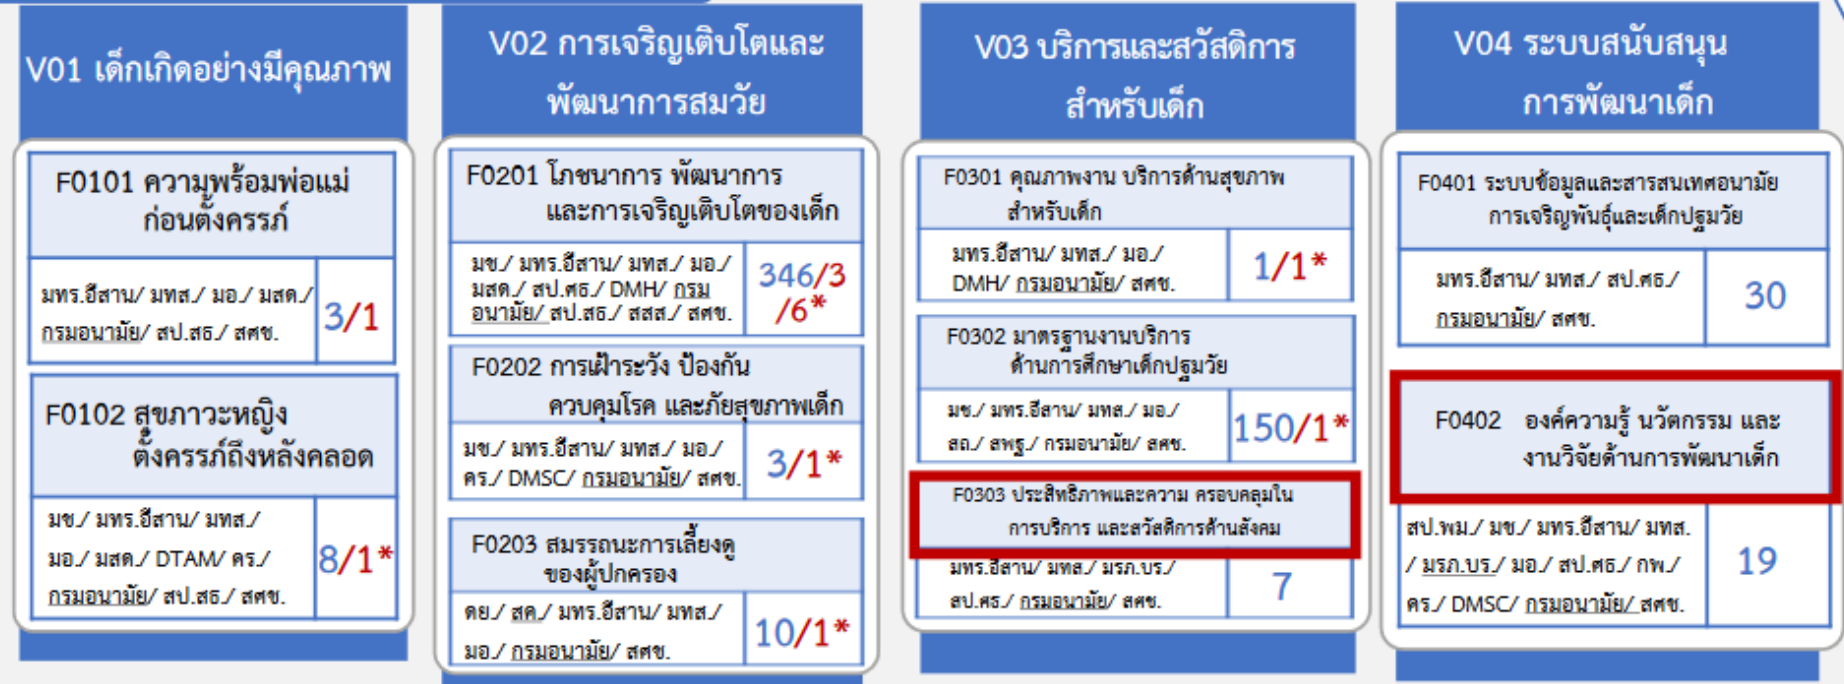 V01 เด็กเกิดอย่างมีคุณภาพ
F0101 ความพร้อมพ่อแม่
ก่อนตั้งครรภ์
มทร.อีสาน/ มทส./ มอ./ มสด./
กรมอนามัย/ สป.สธ./ สศช.
3/1
F0102 สุขภาวะหญิง
ตั้งครรภ์ถึงหลังคลอด
มช./ มทร.อีสาน/ มทส./
มอ./ มสด./ DTAM/ คร./
กรมอนามัย/ สป.สธ./ สศช.
8/1*
V02 การเจริญเติบโตและ
พัฒนาการสมวัย
F0201 โภชนาการ พัฒนาการ
และการเจริญเติบโตของเด็ก
มช./ มทร.อีสาน/ มทส./ มอ./
มสด./ สป.ศธ./ DMH/ กรม
อนามัย/ สป.สธ./ สสส./ สศช.
346/3
/6*
F0202 การเฝ้าระวัง ป้องกัน
ควบคุมโรค และภัยสุขภาพเด็ก
มช./ มทร.อีสาน/ มทส./ มอ./
คร./ DMSC/ กรมอนามัย/ สศช.
3/1*
F0203 สมรรถนะการเลี้ยงดู
ของผู้ปกครอง
ดย./ สค./ มทร.อีสาน/ มทส./
มอ./ กรมอนามัย/ สศช.
10/1*
V03 บริการและสวัสดิการ
สำหรับเด็ก
F0301 คุณภาพงาน บริการด้านสุขภาพ
สำหรับเด็ก
มทร.อีสาน/ มทส./ มอ./
DMH/ กรมอนามัย/ สศช.
1/1*
F0302 มาตรฐานงานบริการ
ด้านการศึกษาเด็กปฐมวัย
มช./ มทร.อีสาน/ มทส./ มอ./
สถ./ สพฐ./ กรมอนามัย/ สศช.
150/1*
F0303 ประสิทธิภาพและความ ครอบคลุมใน
การบริการ และสวัสดิการด้านสังคม
มทร.อีสาน/ มทส./ มรภ.บร./
สป.ศธ./ กรมอนามัย/ สศช.
7
V04 ระบบสนับสนุน
การพัฒนาเด็ก
F0401 ระบบข้อมูลและสารสนเทศอนามัย
การเจริญพันธุ์และเด็กปฐมวัย
มทร.อีสาน/ มทส./ สป.ศธ./
กรมอนามัย/ สศช.
30
F0402 องค์ความรู้ นวัตกรรม และ
งานวิจัยด้านการพัฒนาเด็ก
สป.พม./ มช./ มทร.อีสาน/ มทส.
/ มรภ.บร./ มอ./ สป.ศธ./ กพ./
คร./ DMSC/ กรมอนามัย/ สศช.
19